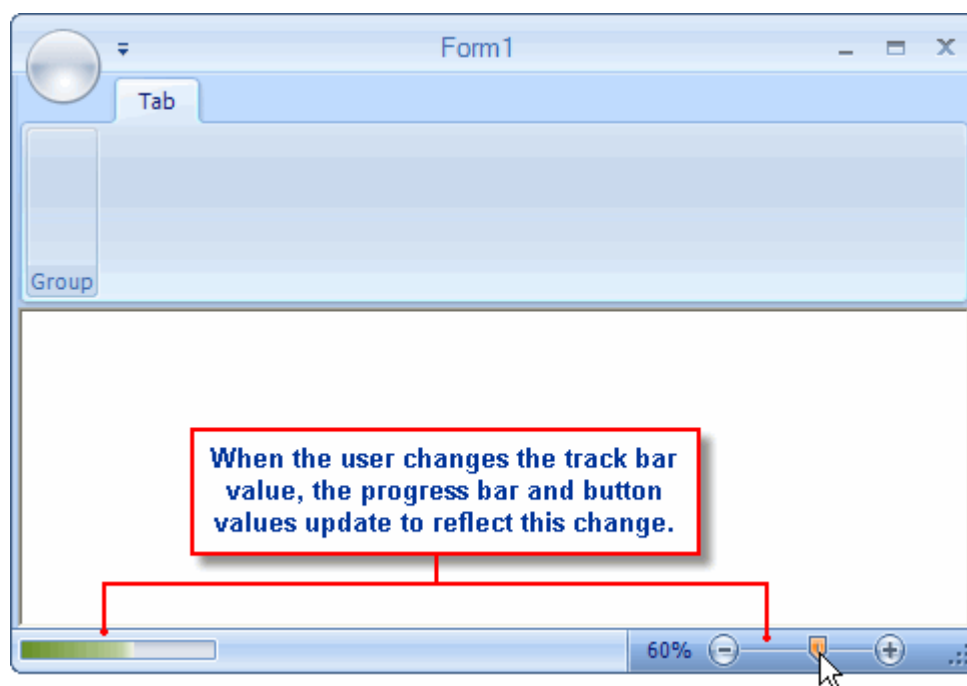 Form1
Tab
Group
When the user changes the track bar
value, the progress bar and button
values update to reflect this change.
60%